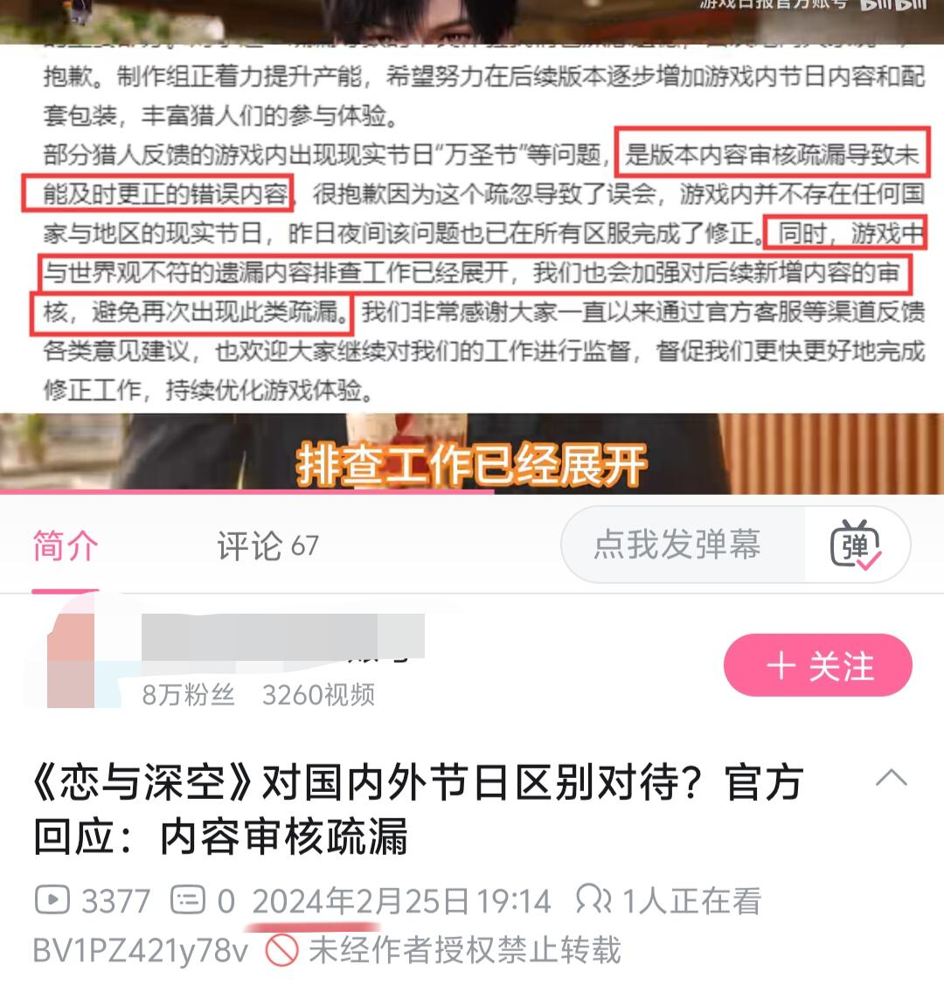 游戏日报官方账号 bilibili
抱歉。制作组正着力提升产能，希望努力在后续版本逐步增加游戏内节日内容和配
套包装，丰富猎人们的参与体验。
部分猎人反馈的游戏内出现现实节日“万圣节”等问题，是版本内容审核疏漏导致未
能及时更正的错误内容，很抱歉因为这个疏忽导致了误会，游戏内并不存在任何国
家与地区的现实节日，昨日夜间该问题也已在所有区服完成了修正。同时，游戏中
与世界观不符的遗漏内容排查工作已经展开，我们也会加强对后续新增内容的审
核，避免再次出现此类疏漏。我们非常感谢大家一直以来通过官方客服等渠道反馈
各类意见建议，也欢迎大家继续对我们的工作进行监督，督促我们更快更好地完成
修正工作，持续优化游戏体验。
排查工作已经展开
简介 评论 67 点我发弹幕 弹
8万粉丝 3260视频
+ 关注
《恋与深空》对国内外节日区别对待？官方
回应：内容审核疏漏
3377 0 2024年2月25日 19:14 1人正在看
BV1PZ421y78v 未经作者授权禁止转载